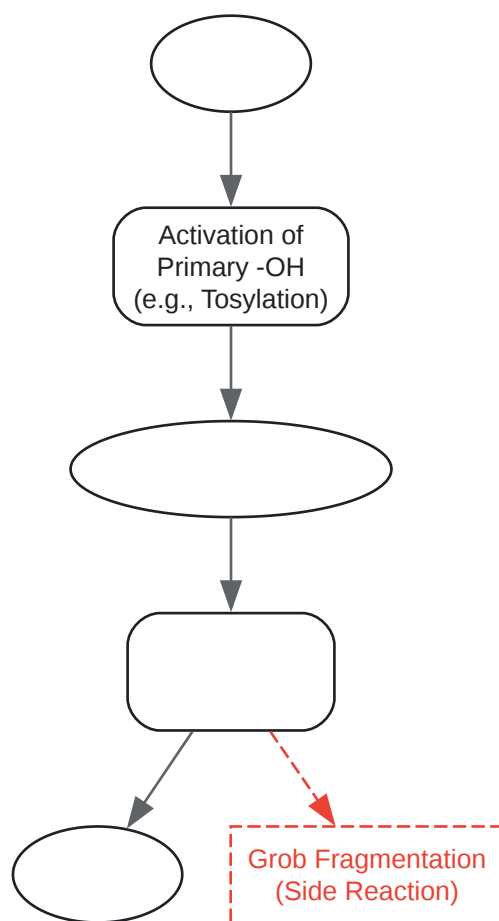 Activation of
Primary -OH
(e.g., Tosylation)
Grob Fragmentation
(Side Reaction)